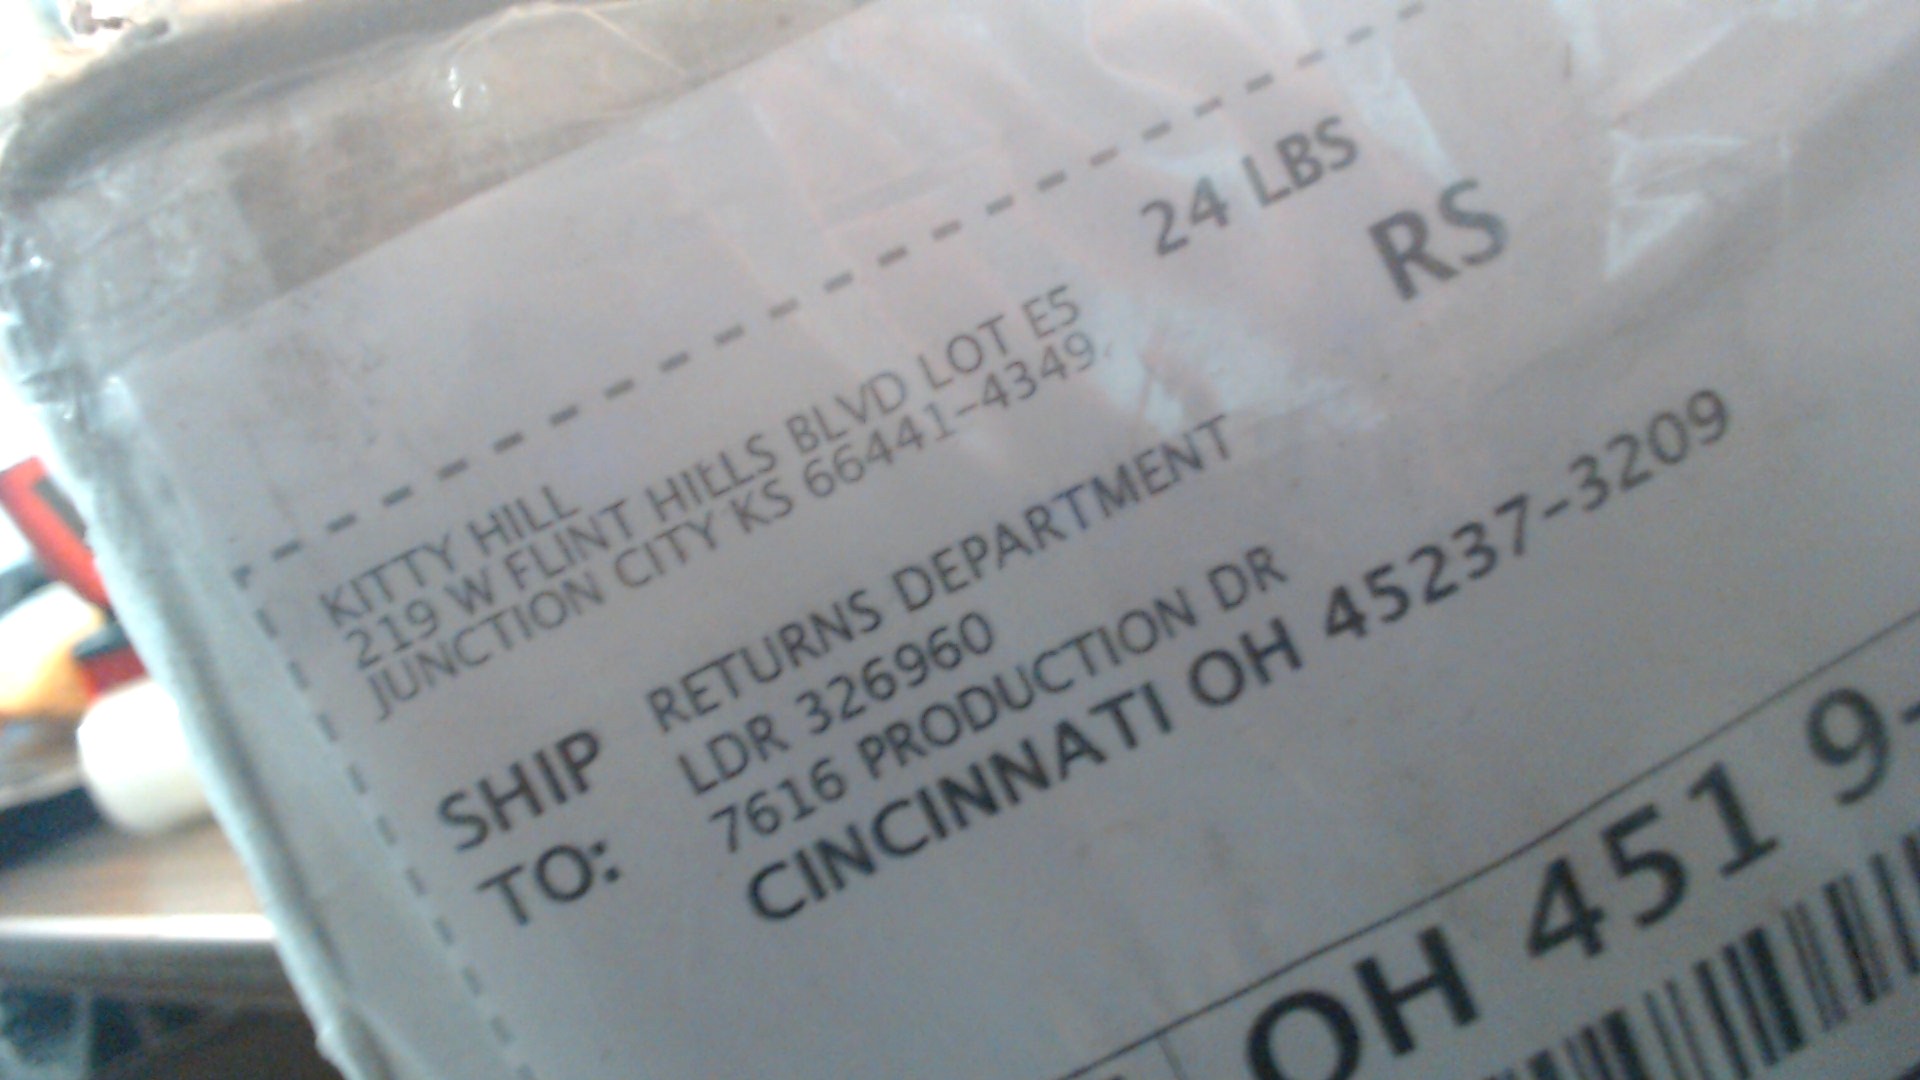 24 LBS
RS
KITTY HILL
219 W FLINT HILLS BLVD LOT E5
JUNCTION CITY KS 66441-4349
SHIP TO:
RETURNS DEPARTMENT
LDR 326960
7616 PRODUCTION DR
CINCINNATI OH 45237-3209
OH 451 9-